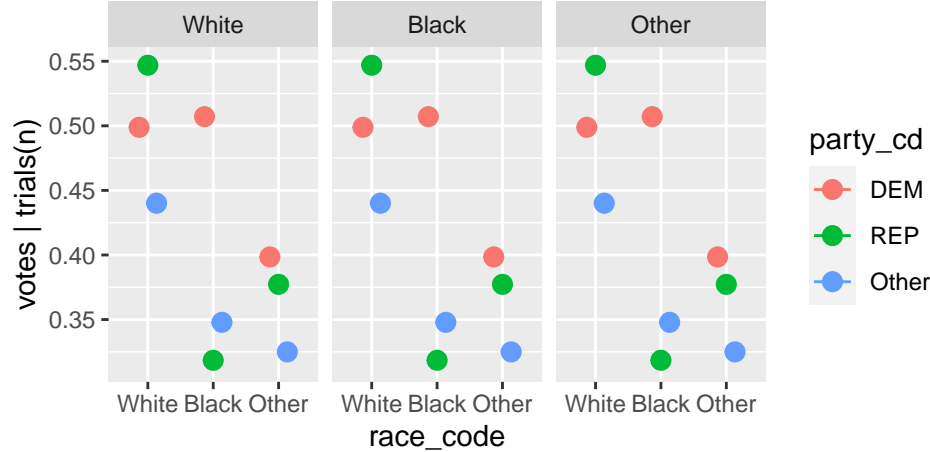 White Black Other
0.55
0.50
0.45
0.40
0.35
votes | trials(n)
White Black Other White Black Other White Black Other
race_code
party_cd
DEM
REP
Other